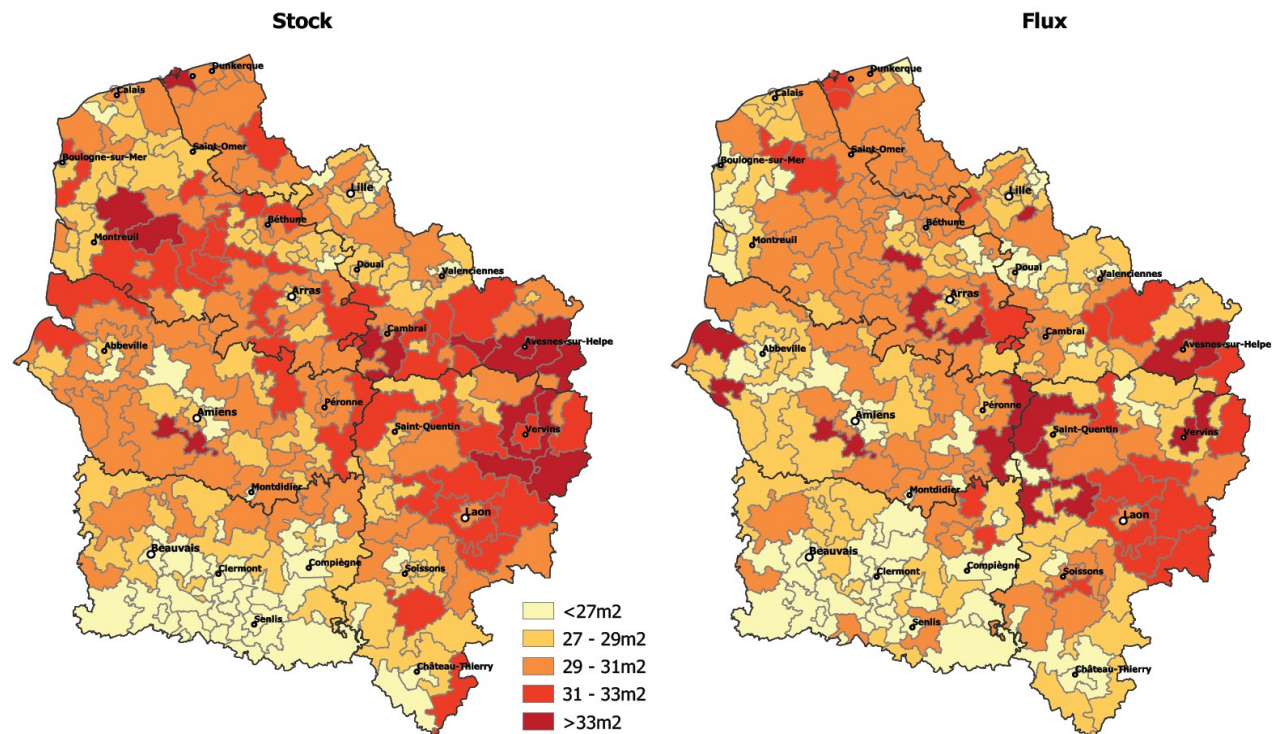 Stock
Dunkerque
Calais
Saint-Omer
Boulogne-sur-Mer
Lille
Béthune
Montreuil
Douai
Valenciennes
Arras
Cambrai
Avesnes-sur-Helpe
Abbeville
Péronne
Amiens
Saint-Quentin
Vervins
Montdidier
Laon
Beauvais
Compiègne
Clermont
Soissons
Senlis
Château-Thierry
<27m2
27 - 29m2
29 - 31m2
31 - 33m2
>33m2
Flux
Dunkerque
Calais
Saint-Omer
Boulogne-sur-Mer
Lille
Béthune
Montreuil
Douai
Valenciennes
Arras
Cambrai
Avesnes-sur-Helpe
Abbeville
Péronne
Amiens
Saint-Quentin
Vervins
Montdidier
Laon
Beauvais
Compiègne
Clermont
Soissons
Senlis
Château-Thierry